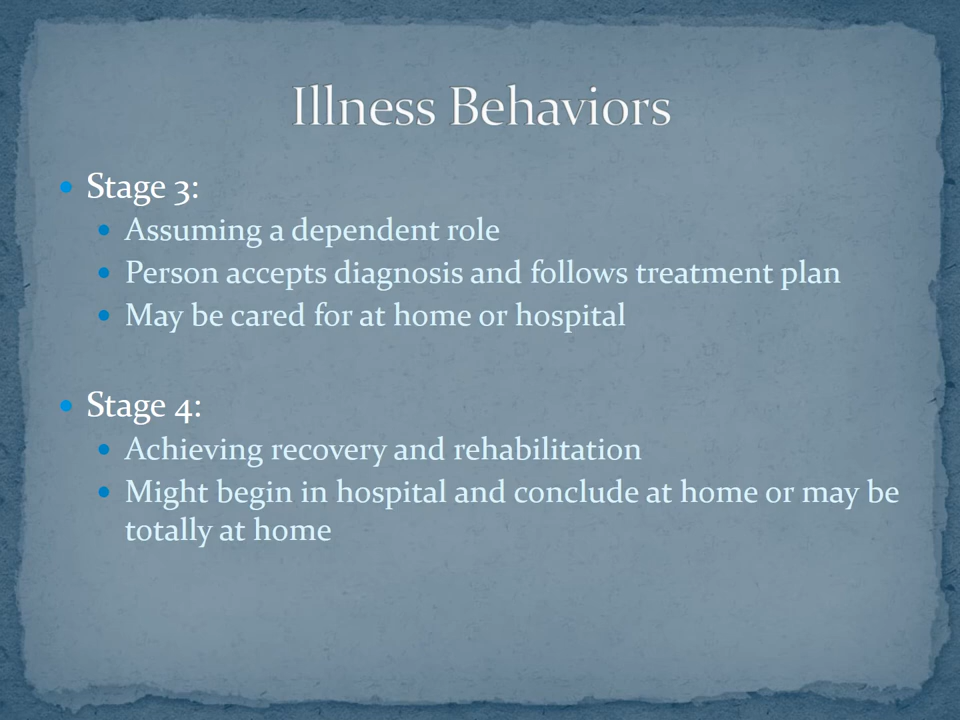 Illness Behaviors
• Stage 3:
• Assuming a dependent role
• Person accepts diagnosis and follows treatment plan
• May be cared for at home or hospital
• Stage 4:
• Achieving recovery and rehabilitation
• Might begin in hospital and conclude at home or may be
totally at home